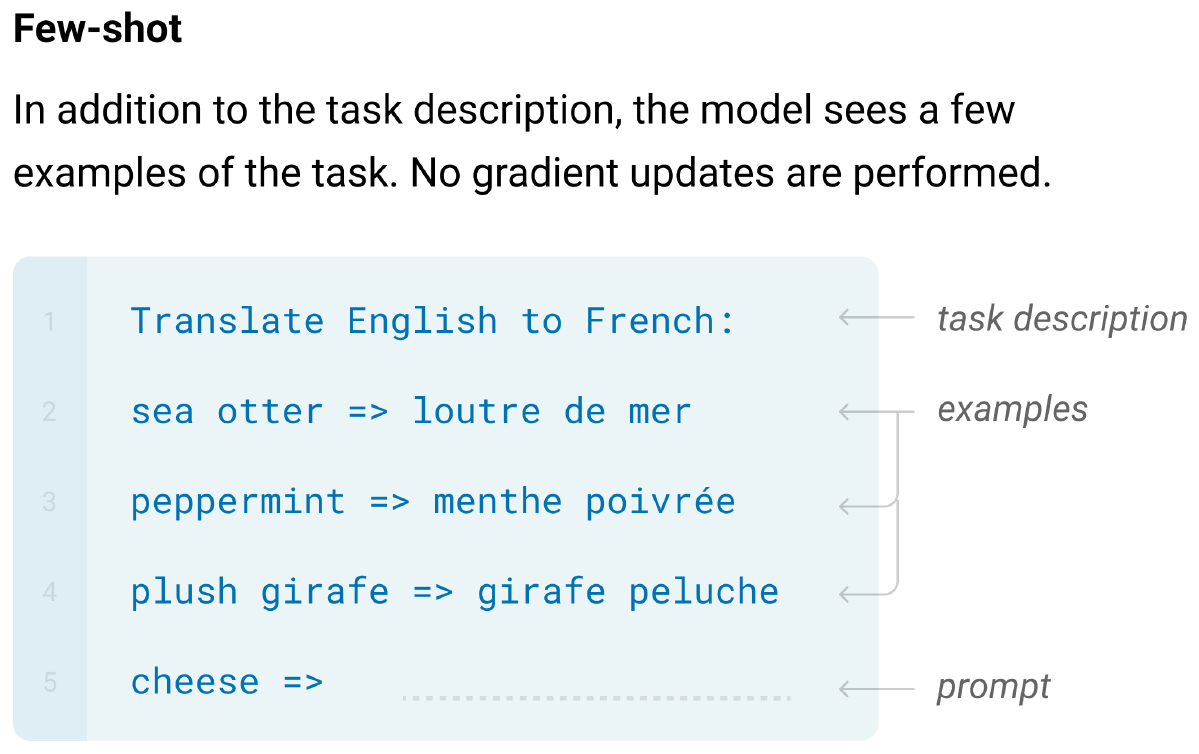 Few-shot
In addition to the task description, the model sees a few
examples of the task. No gradient updates are performed.
1 Translate English to French: task description
2 sea otter => loutre de mer examples
3 peppermint => menthe poivrée
4 plush girafe => girafe peluche
5 cheese => prompt